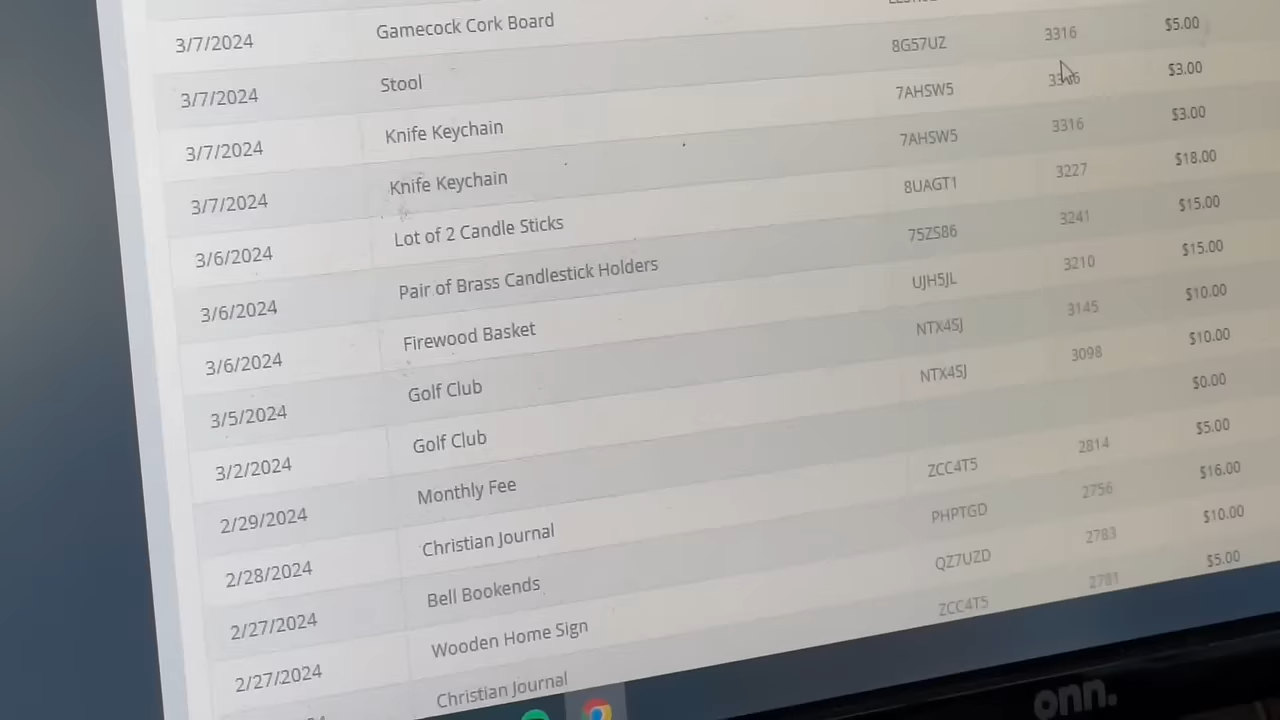 3/7/2024 Gamecock Cork Board
3/7/2024 Stool 8G57UZ 3316 $5.00
3/7/2024 Knife Keychain 7AHSW5 3316 $3.00
3/7/2024 Knife Keychain 7AHSW5 3316 $3.00
3/6/2024 Lot of 2 Candle Sticks 8UAGT1 3227 $18.00
3/6/2024 Pair of Brass Candlestick Holders 75ZS86 3241 $15.00
3/6/2024 Firewood Basket UJH5JL 3210 $15.00
3/5/2024 Golf Club NTX4SJ 3145 $10.00
3/2/2024 Golf Club NTX4SJ 3098 $10.00
2/29/2024 Monthly Fee $0.00
2/28/2024 Christian Journal ZCC4T5 2814 $5.00
2/27/2024 Bell Bookends PHPTGD 2756 $16.00
2/27/2024 Wooden Home Sign QZ7UZD 2783 $10.00
Christian Journal ZCC4T5 2781 $5.00
onn.